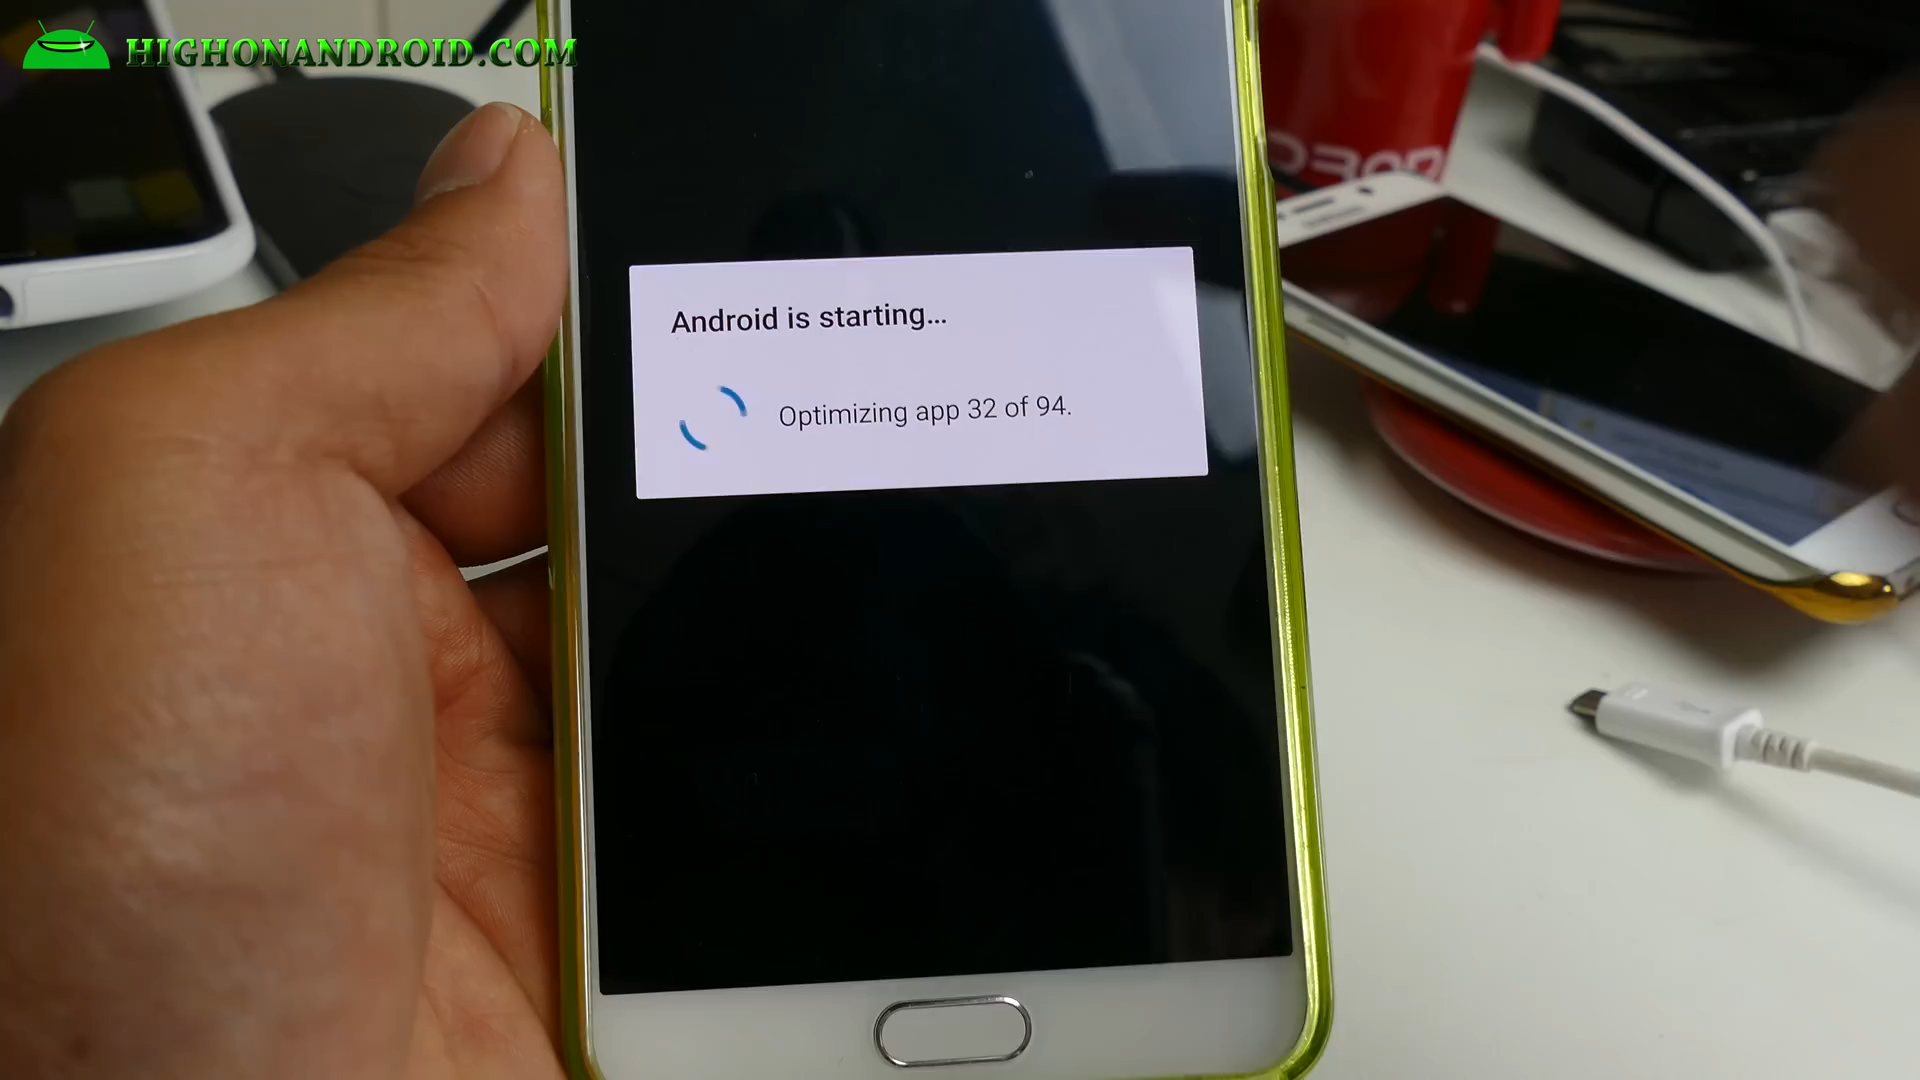 HIGHONANDROID.COM
Android is starting...
Optimizing app 32 of 94.